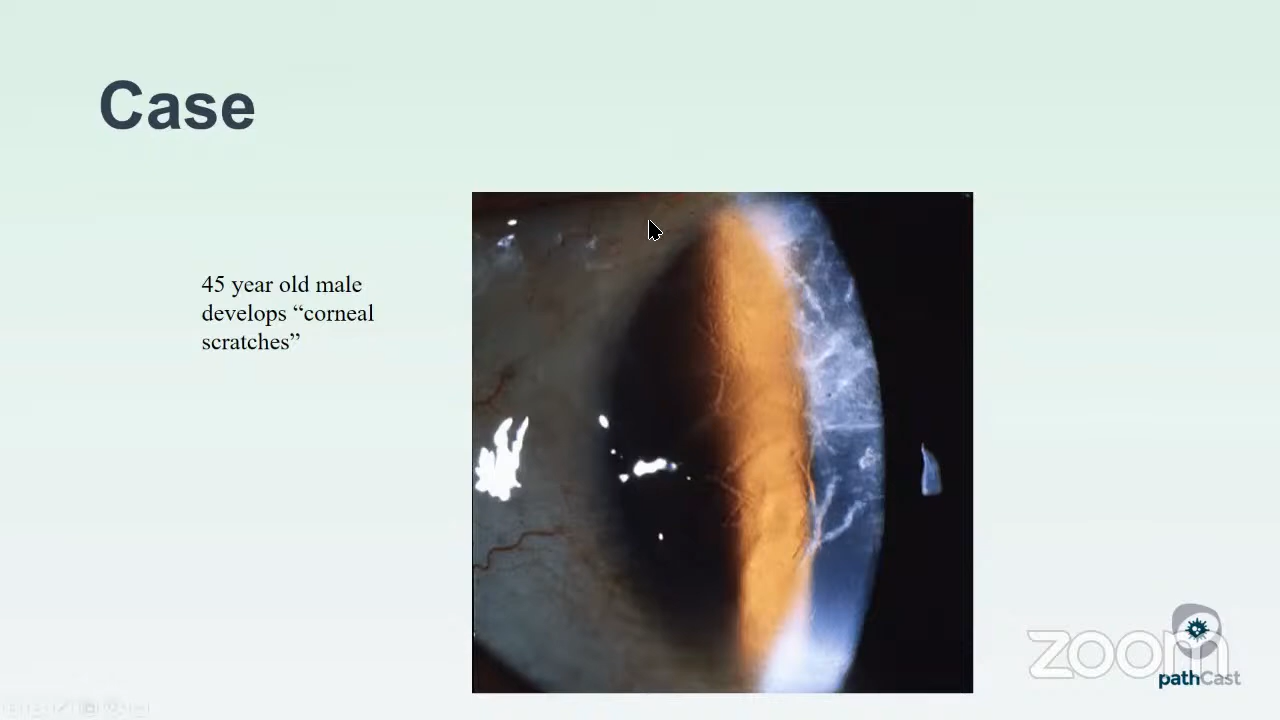 Case
45 year old male
develops “corneal
scratches”
zoom
pathCast